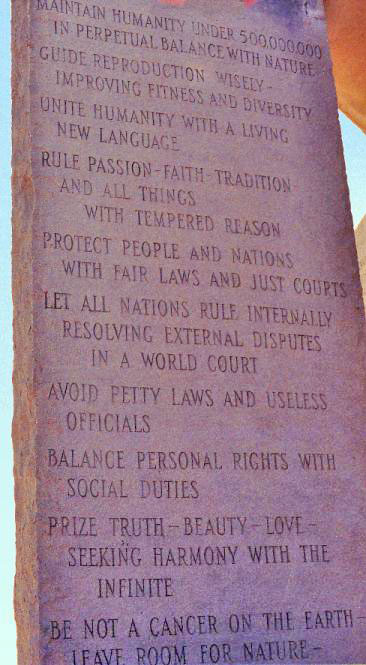 MAINTAIN HUMANITY UNDER 500,000,000
IN PERPETUAL BALANCE WITH NATURE
GUIDE REPRODUCTION WISELY-
IMPROVING FITNESS AND DIVERSITY
UNITE HUMANITY WITH A LIVING
NEW LANGUAGE
RULE PASSION-FAITH-TRADITION-
AND ALL THINGS
WITH TEMPERED REASON
PROTECT PEOPLE AND NATIONS
WITH FAIR LAWS AND JUST COURTS
LET ALL NATIONS RULE INTERNALLY
RESOLVING EXTERNAL DISPUTES
IN A WORLD COURT
AVOID PETTY LAWS AND USELESS
OFFICIALS
BALANCE PERSONAL RIGHTS WITH
SOCIAL DUTIES
PRIZE TRUTH-BEAUTY-LOVE-
SEEKING HARMONY WITH THE
INFINITE
BE NOT A CANCER ON THE EARTH-
LEAVE ROOM FOR NATURE-